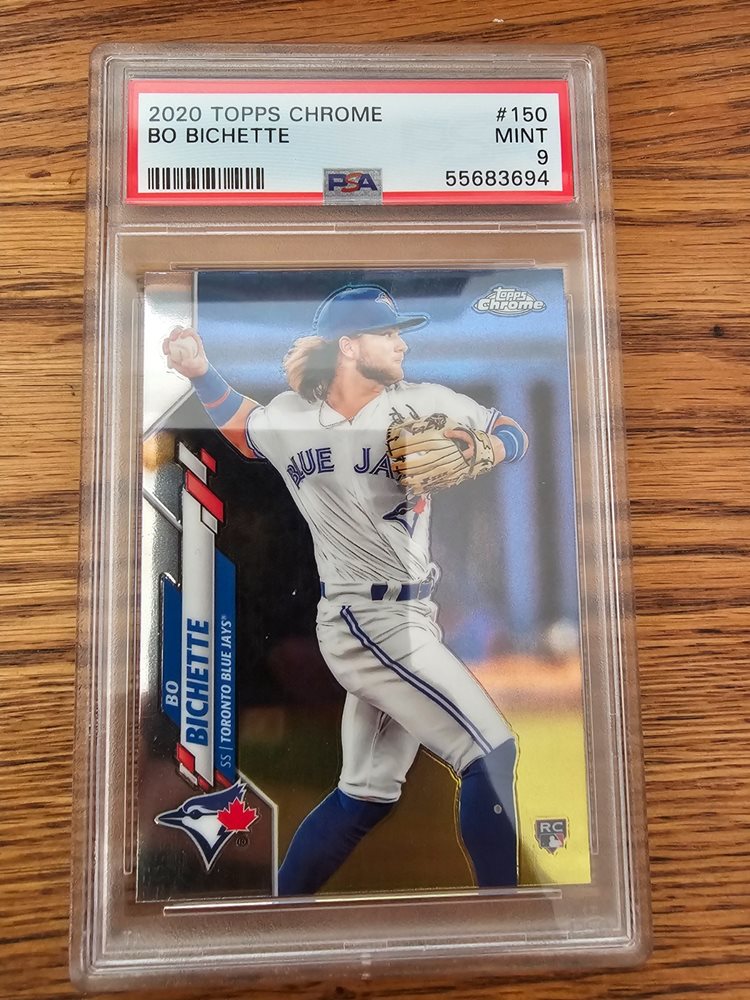 2020 TOPPS CHROME #150
BO BICHETTE MINT
9
PSA 55683694
Topps
Chrome
BLUE JA
BO
BICHETTE
SS | TORONTO BLUE JAYS®
®
RC